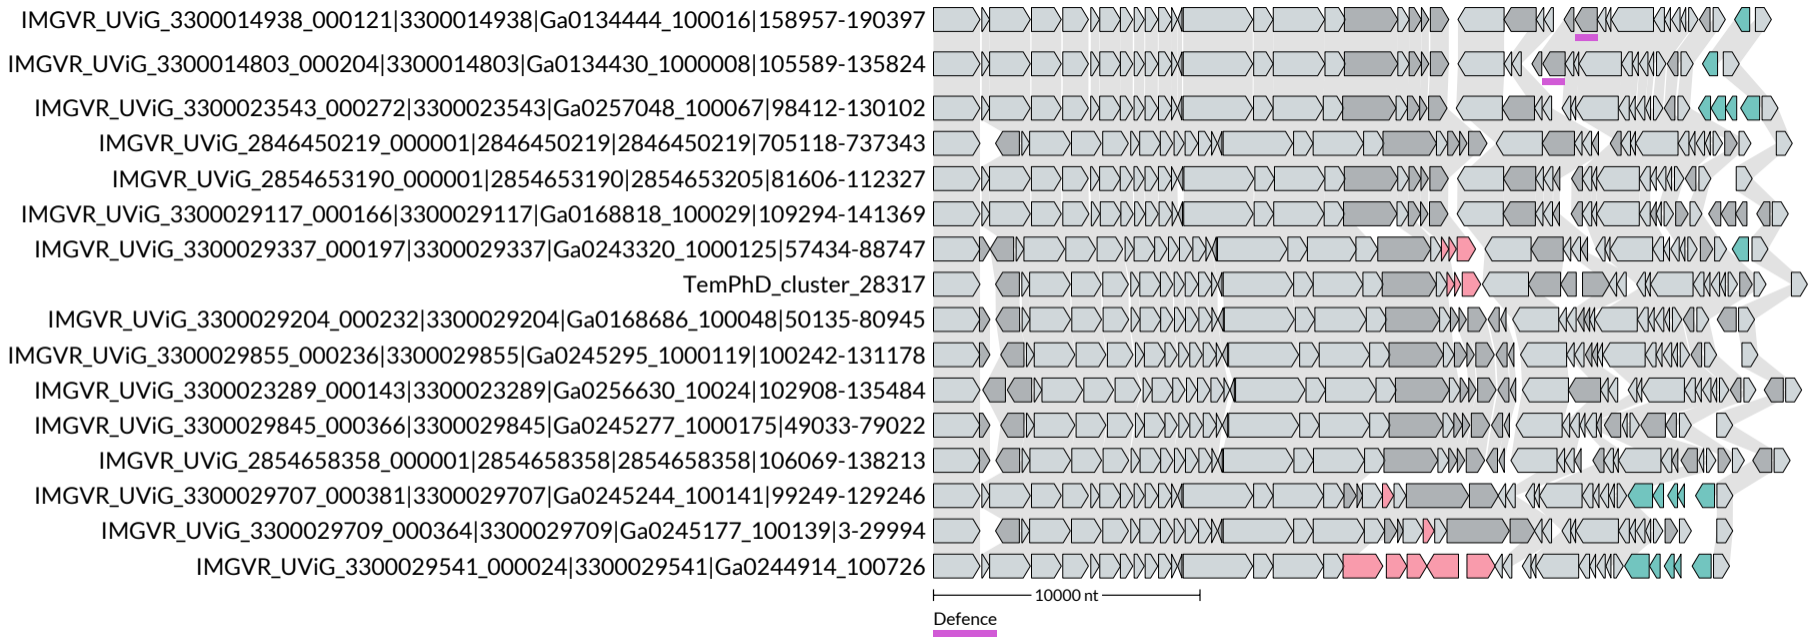 IMGVR_UViG_3300014938_000121|3300014938|Ga0134444_100016|158957-190397
IMGVR_UViG_3300014803_000204|3300014803|Ga0134430_1000008|105589-135824
IMGVR_UViG_3300023543_000272|3300023543|Ga0257048_100067|98412-130102
IMGVR_UViG_2846450219_000001|2846450219|2846450219|705118-737343
IMGVR_UViG_2854653190_000001|2854653190|2854653205|81606-112327
IMGVR_UViG_3300029117_000166|3300029117|Ga0168818_100029|109294-141369
IMGVR_UViG_3300029337_000197|3300029337|Ga0243320_1000125|57434-88747
TemPhD_cluster_28317
IMGVR_UViG_3300029204_000232|3300029204|Ga0168686_100048|50135-80945
IMGVR_UViG_3300029855_000236|3300029855|Ga0245295_1000119|100242-131178
IMGVR_UViG_3300023289_000143|3300023289|Ga0256630_10024|102908-135484
IMGVR_UViG_3300029845_000366|3300029845|Ga0245277_1000175|49033-79022
IMGVR_UViG_2854658358_000001|2854658358|2854658358|106069-138213
IMGVR_UViG_3300029707_000381|3300029707|Ga0245244_100141|99249-129246
IMGVR_UViG_3300029709_000364|3300029709|Ga0245177_100139|3-29994
IMGVR_UViG_3300029541_000024|3300029541|Ga0244914_100726
10000 nt
Defence